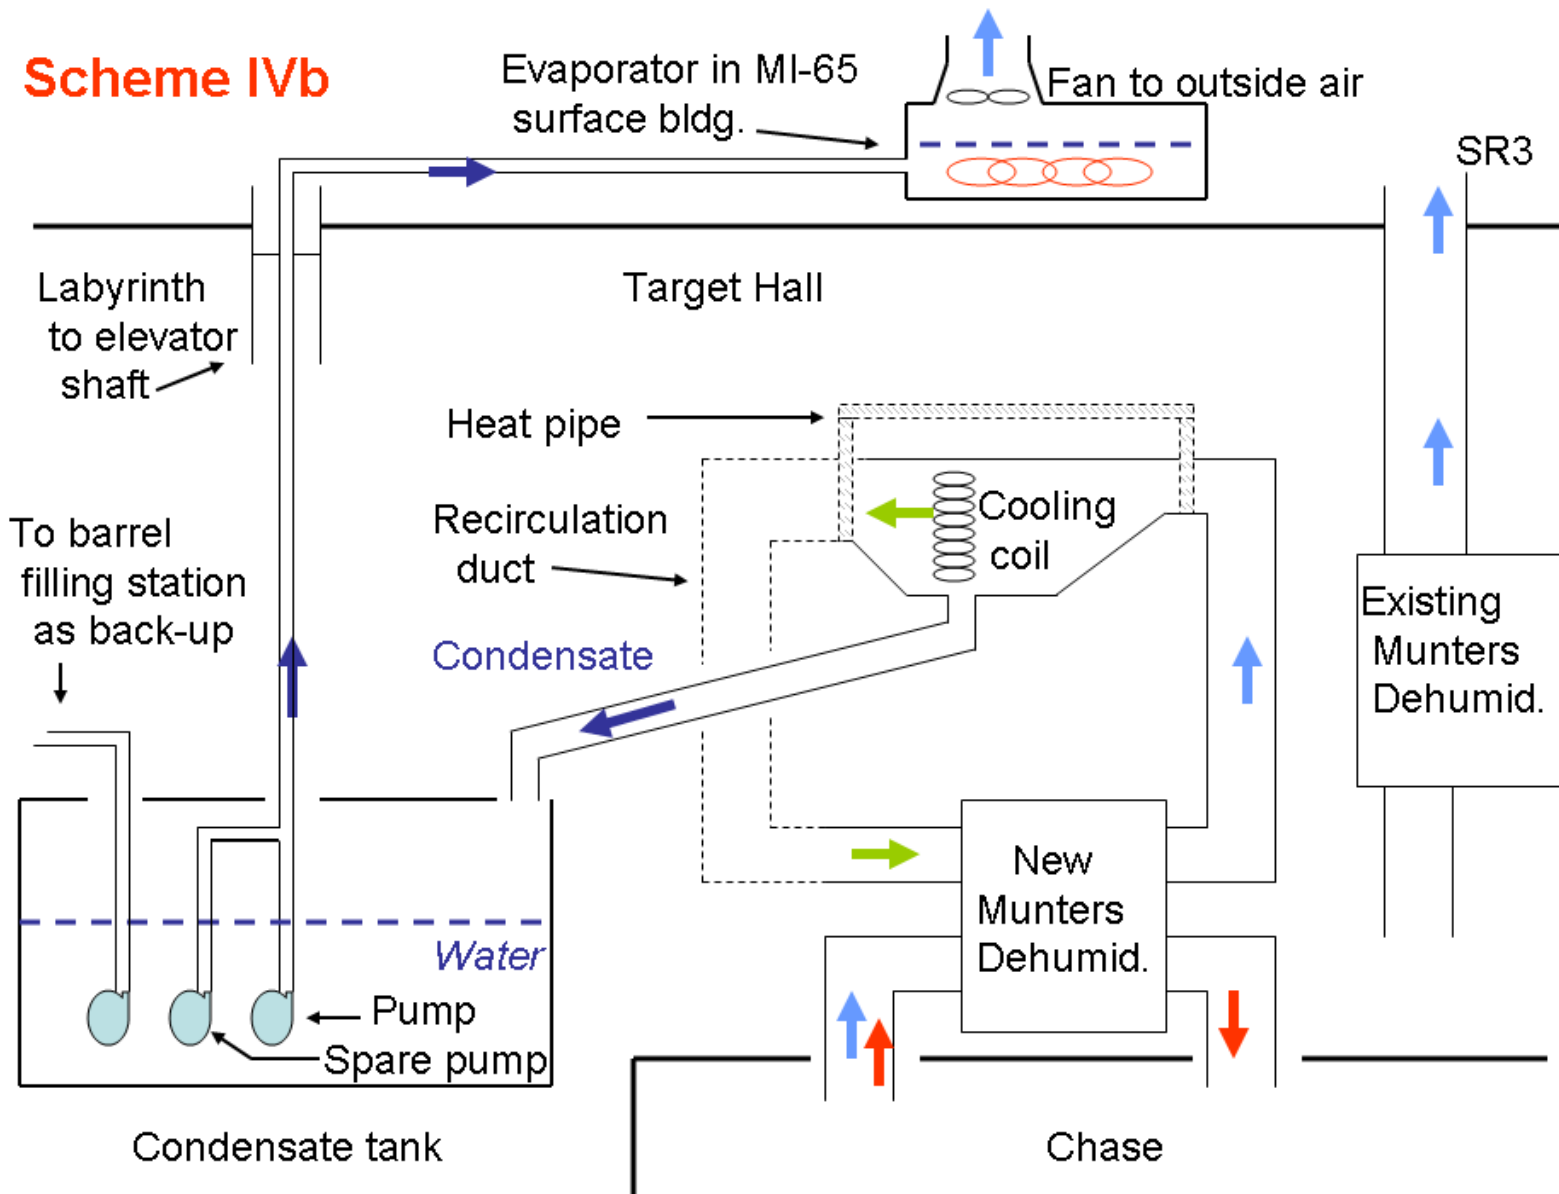 Scheme IVb
Evaporator in MI-65
surface bldg.
Fan to outside air
SR3
Labyrinth
to elevator
shaft
Target Hall
Heat pipe
Recirculation
duct
Cooling
coil
To barrel
filling station
as back-up
Condensate
Existing
Munters
Dehumid.
New
Munters
Dehumid.
Water
Pump
Spare pump
Condensate tank
Chase